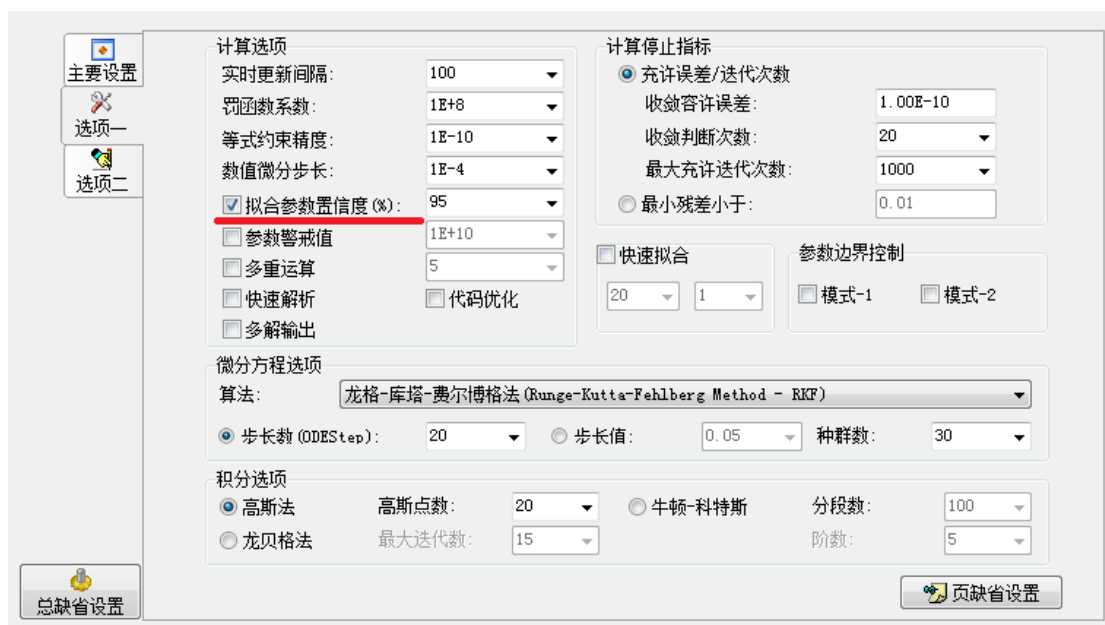 主要设置
选项一
选项二
总缺省设置
计算选项
实时更新间隔: 100
罚函数系数: 1E+8
等式约束精度: 1E-10
数值微分步长: 1E-4
拟合参数置信度(%): 95
参数警戒值 1E+10
多重运算 5
快速解析 代码优化
多解输出
计算停止指标
充许误差/迭代次数
收敛容许误差: 1.00E-10
收敛判断次数: 20
最大充许迭代次数: 1000
最小残差小于: 0.01
快速拟合
20 1
参数边界控制
模式-1 模式-2
微分方程选项
算法: 龙格-库塔-费尔博格法(Runge-Kutta-Fehlberg Method - RKF)
步长数(ODEStep): 20 步长值: 0.05 种群数: 30
积分选项
高斯法 高斯点数: 20 牛顿-科特斯 分段数: 100
龙贝格法 最大迭代数: 15 阶数: 5
页缺省设置